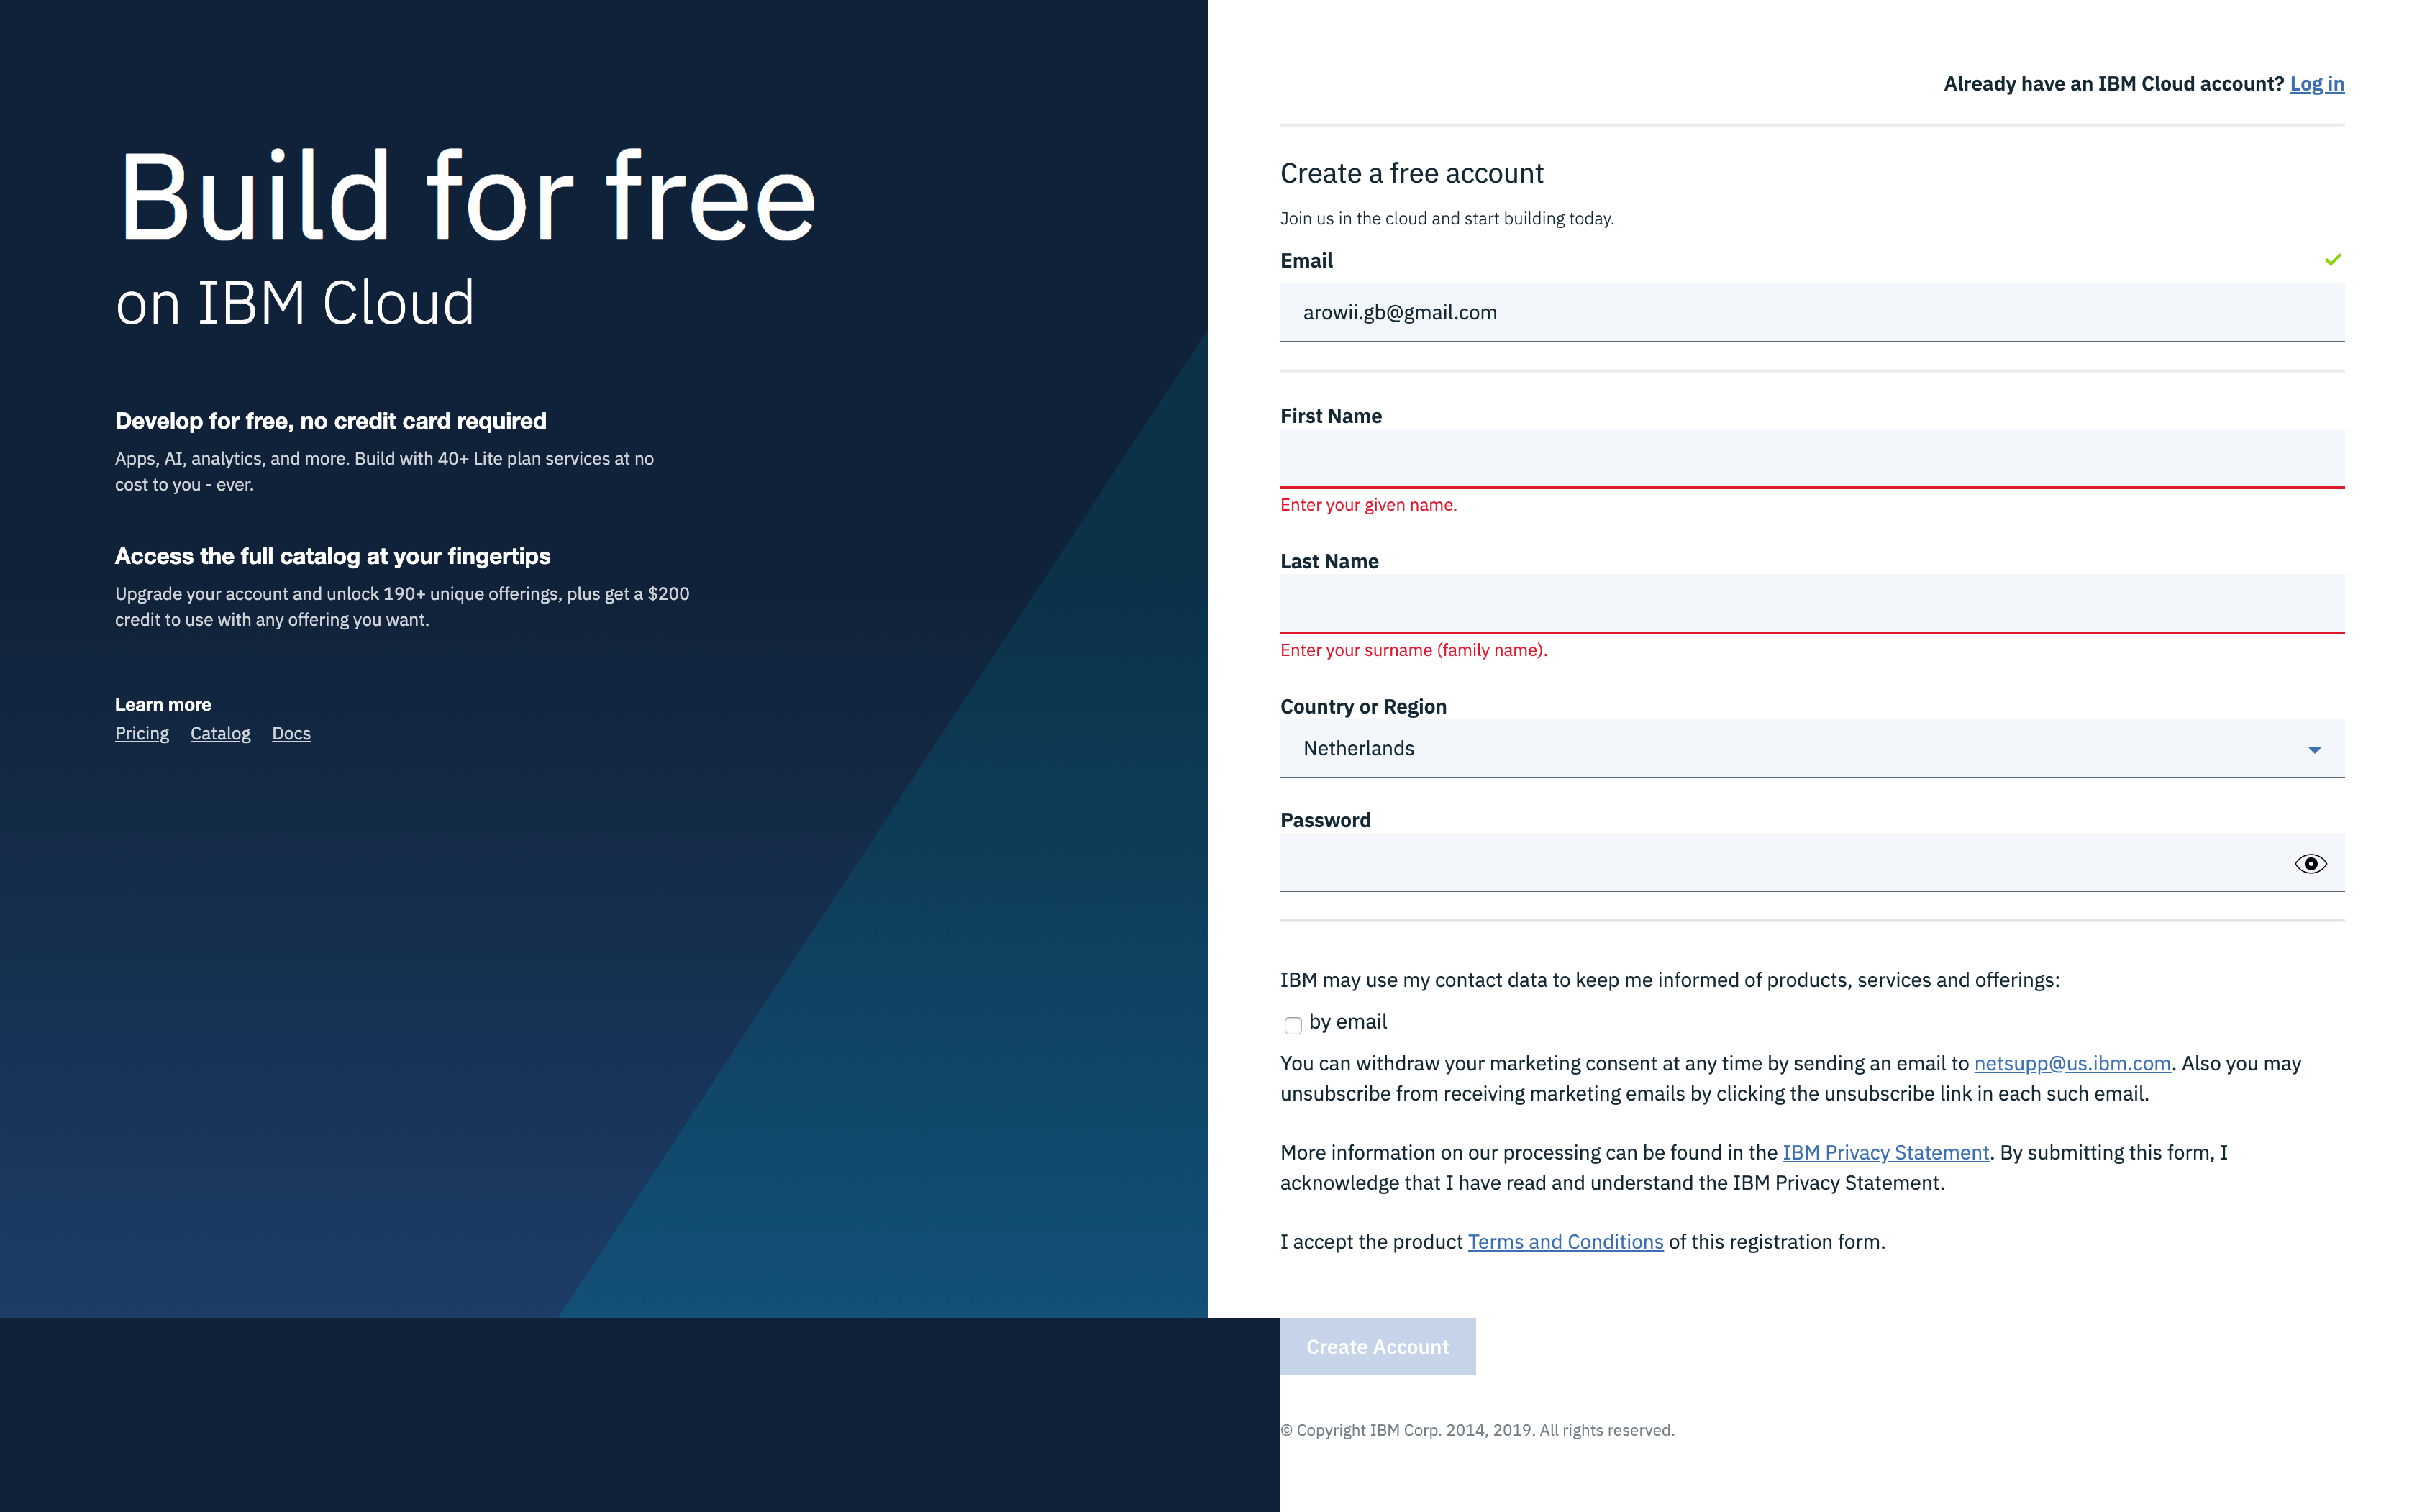 Build for free
on IBM Cloud
Develop for free, no credit card required
Apps, AI, analytics, and more. Build with 40+ Lite plan services at no
cost to you - ever.
Access the full catalog at your fingertips
Upgrade your account and unlock 190+ unique offerings, plus get a $200
credit to use with any offering you want.
Learn more
Pricing Catalog Docs
Already have an IBM Cloud account? Log in
Create a free account
Join us in the cloud and start building today.
Email
arowii.gb@gmail.com
First Name
Enter your given name.
Last Name
Enter your surname (family name).
Country or Region
Netherlands
Password
IBM may use my contact data to keep me informed of products, services and offerings:
by email
You can withdraw your marketing consent at any time by sending an email to netsupp@us.ibm.com. Also you may
unsubscribe from receiving marketing emails by clicking the unsubscribe link in each such email.
More information on our processing can be found in the IBM Privacy Statement. By submitting this form, I
acknowledge that I have read and understand the IBM Privacy Statement.
I accept the product Terms and Conditions of this registration form.
Create Account
© Copyright IBM Corp. 2014, 2019. All rights reserved.